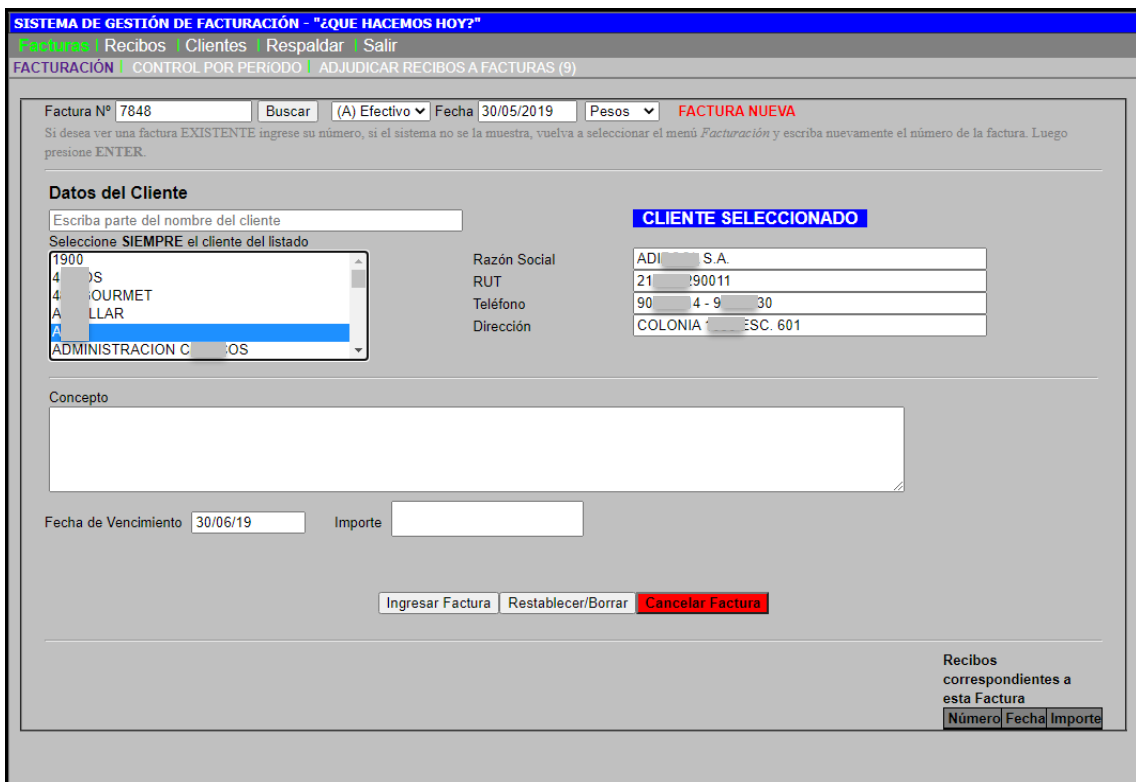 SISTEMA DE GESTIÓN DE FACTURACIÓN - "¿QUE HACEMOS HOY?"
Facturas | Recibos | Clientes | Respaldar | Salir
FACTURACIÓN | CONTROL POR PERÍODO | ADJUDICAR RECIBOS A FACTURAS (9)
Factura Nº 7848 Buscar (A) Efectivo Fecha 30/05/2019 Pesos FACTURA NUEVA
Si desea ver una factura EXISTENTE ingrese su número, si el sistema no se la muestra, vuelva a seleccionar el menú Facturación y escriba nuevamente el número de la factura. Luego
presione ENTER.
Datos del Cliente
Escriba parte del nombre del cliente
CLIENTE SELECCIONADO
Seleccione SIEMPRE el cliente del listado
1900
GOURMET
ADMINISTRACION
Razón Social S.A.
RUT
Teléfono
Dirección COLONIA ESC. 601
Concepto
Fecha de Vencimiento 30/06/19 Importe
Ingresar Factura Restablecer/Borrar Cancelar Factura
Recibos
correspondientes a
esta Factura
Número Fecha Importe